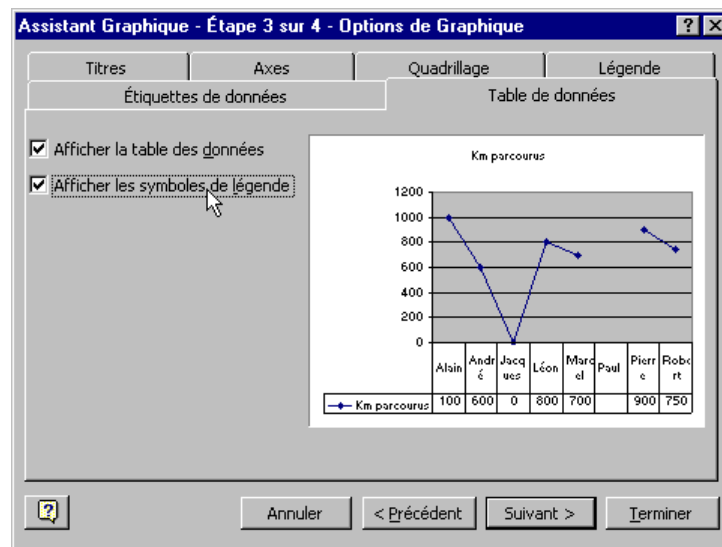 Assistant Graphique - Étape 3 sur 4 - Options de Graphique
Titres Axes Quadrillage Légende
Étiquettes de données Table de données
Afficher la table des données
Afficher les symboles de légende
Km parcourus
1200
1000
800
600
400
200
0
Alain André Jacques Léon Marcel Paul Pierre Robert
Km parcourus 100 600 0 800 700 900 750
Annuler < Précédent Suivant > Terminer